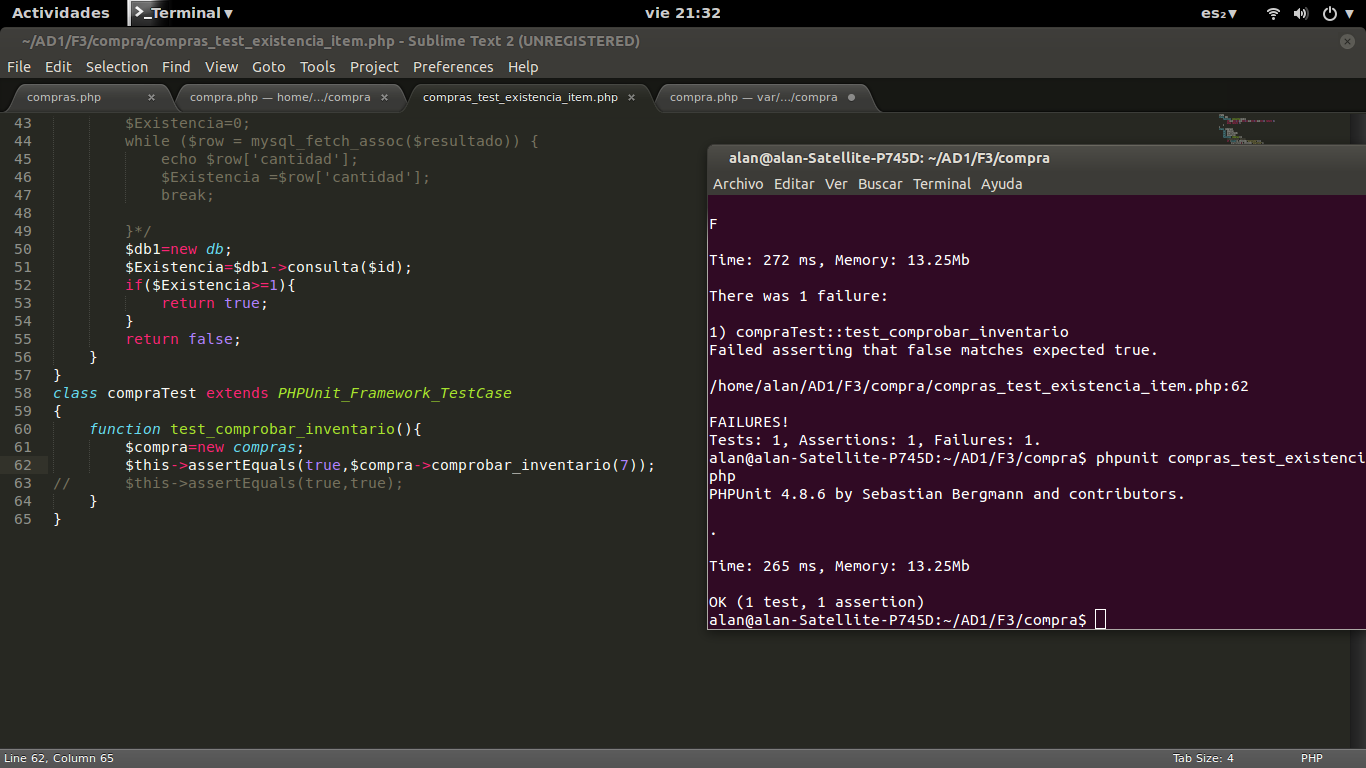 Actividades
Terminal
vie 21:32
es₂
~/AD1/F3/compra/compras_test_existencia_item.php - Sublime Text 2 (UNREGISTERED)
File Edit Selection Find View Goto Tools Project Preferences Help
compras.php
compra.php — home/.../compra
compras_test_existencia_item.php
compra.php — var/.../compra
43 $Existencia=0;
44 while ($row = mysql_fetch_assoc($resultado)) {
45 echo $row['cantidad'];
46 $Existencia =$row['cantidad'];
47 break;
48
49 }*/
50 $db1=new db;
51 $Existencia=$db1->consulta($id);
52 if($Existencia>=1){
53 return true;
54 }
55 return false;
56 }
57 }
58 class compraTest extends PHPUnit_Framework_TestCase
59 {
60 function test_comprobar_inventario(){
61 $compra=new compras;
62 $this->assertEquals(true,$compra->comprobar_inventario(7));
63 // $this->assertEquals(true,true);
64 }
65 }
alan@alan-Satellite-P745D: ~/AD1/F3/compra
Archivo Editar Ver Buscar Terminal Ayuda
F
Time: 272 ms, Memory: 13.25Mb
There was 1 failure:
1) compraTest::test_comprobar_inventario
Failed asserting that false matches expected true.
/home/alan/AD1/F3/compra/compras_test_existencia_item.php:62
FAILURES!
Tests: 1, Assertions: 1, Failures: 1.
alan@alan-Satellite-P745D:~/AD1/F3/compra$ phpunit compras_test_existenci
php
PHPUnit 4.8.6 by Sebastian Bergmann and contributors.
.
Time: 265 ms, Memory: 13.25Mb
OK (1 test, 1 assertion)
alan@alan-Satellite-P745D:~/AD1/F3/compra$
Line 62, Column 65
Tab Size: 4
PHP